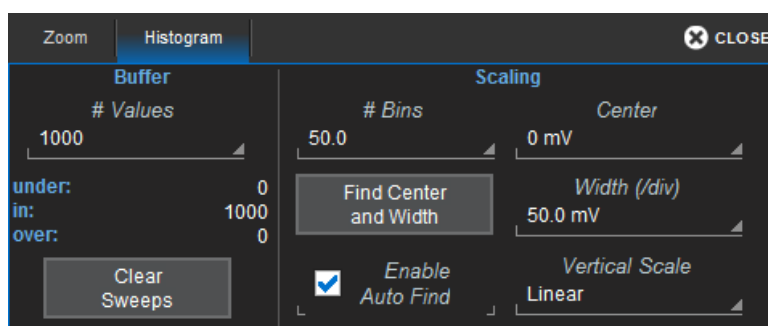 Zoom
Histogram
CLOSE
Buffer
# Values
1000
under: 0
in: 1000
over: 0
Clear
Sweeps
Scaling
# Bins
50.0
Find Center
and Width
Enable
Auto Find
Center
0 mV
Width (/div)
50.0 mV
Vertical Scale
Linear